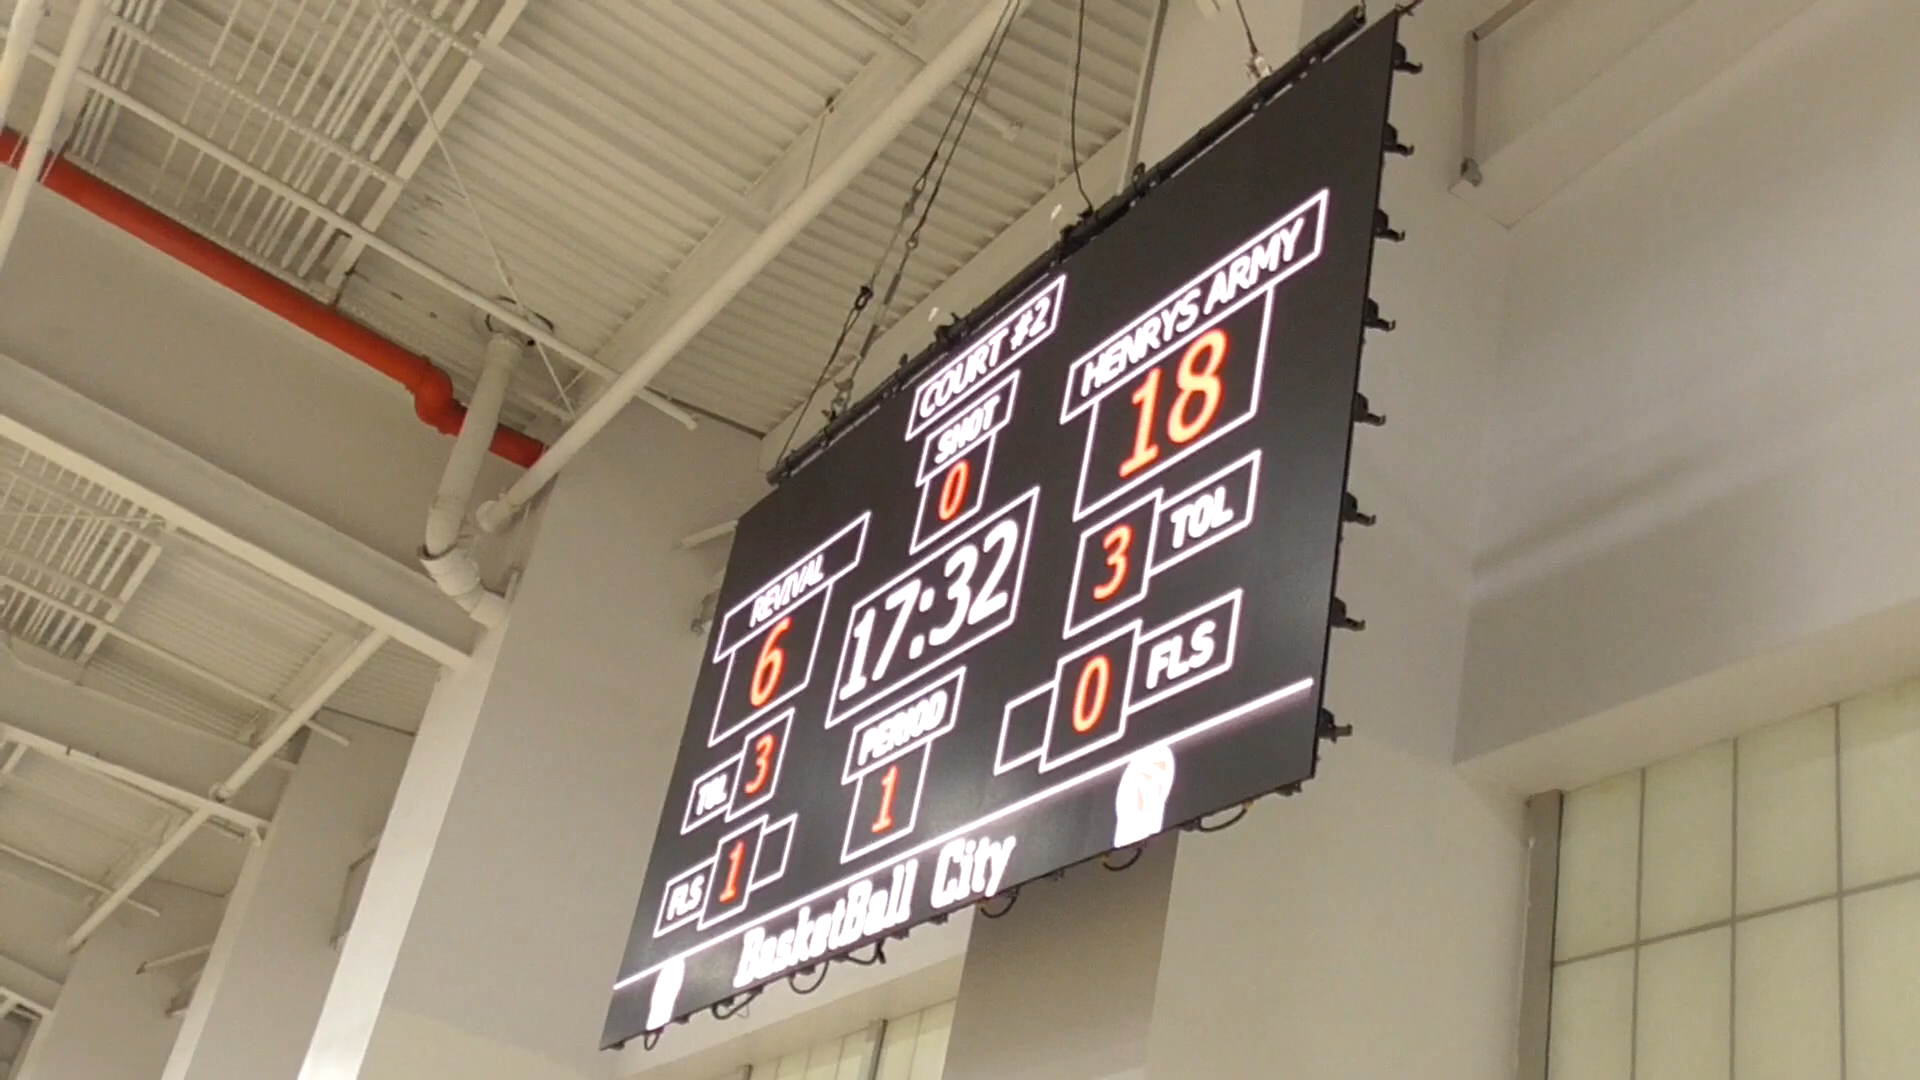 COURT #2
SHOT
0
HENRYS ARMY
18
REVIVAL
6
17:32
3 TOL
TOL 3
PERIOD
1
0 FLS
FLS 1
BasketBall City